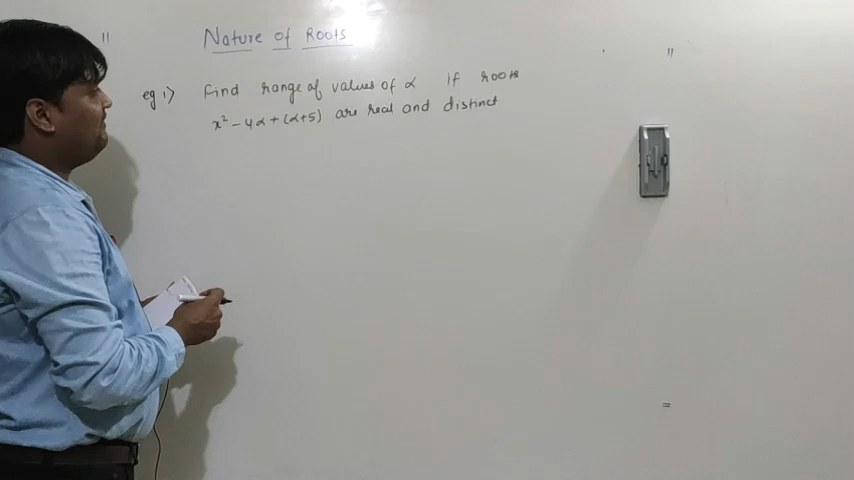 Nature of Roots
eg 1) Find range of values of α if roots
x² - 4α + (α+5) are real and distinct